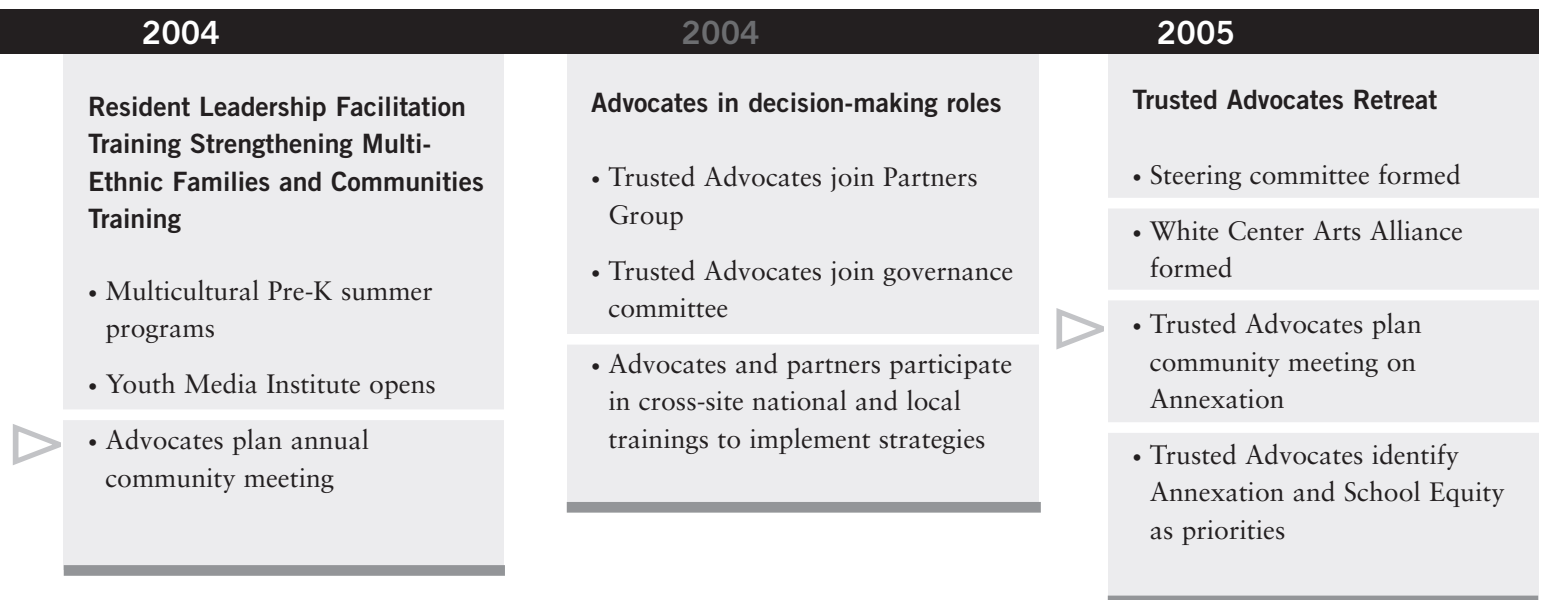 2004
Resident Leadership Facilitation
Training Strengthening Multi-
Ethnic Families and Communities
Training
• Multicultural Pre-K summer
programs
• Youth Media Institute opens
• Advocates plan annual
community meeting
2004
Advocates in decision-making roles
• Trusted Advocates join Partners
Group
• Trusted Advocates join governance
committee
• Advocates and partners participate
in cross-site national and local
trainings to implement strategies
2005
Trusted Advocates Retreat
• Steering committee formed
• White Center Arts Alliance
formed
• Trusted Advocates plan
community meeting on
Annexation
• Trusted Advocates identify
Annexation and School Equity
as priorities